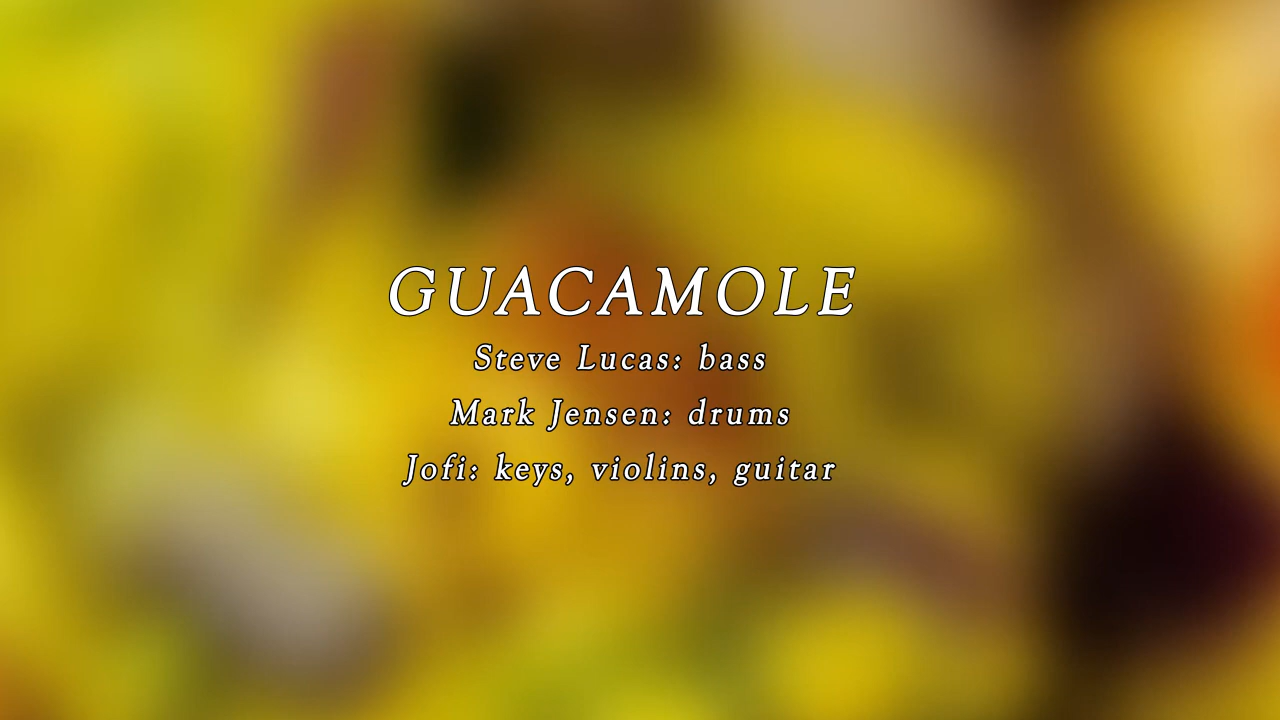 GUACAMOLE
Steve Lucas: bass
Mark Jensen: drums
Jofi: keys, violins, guitar